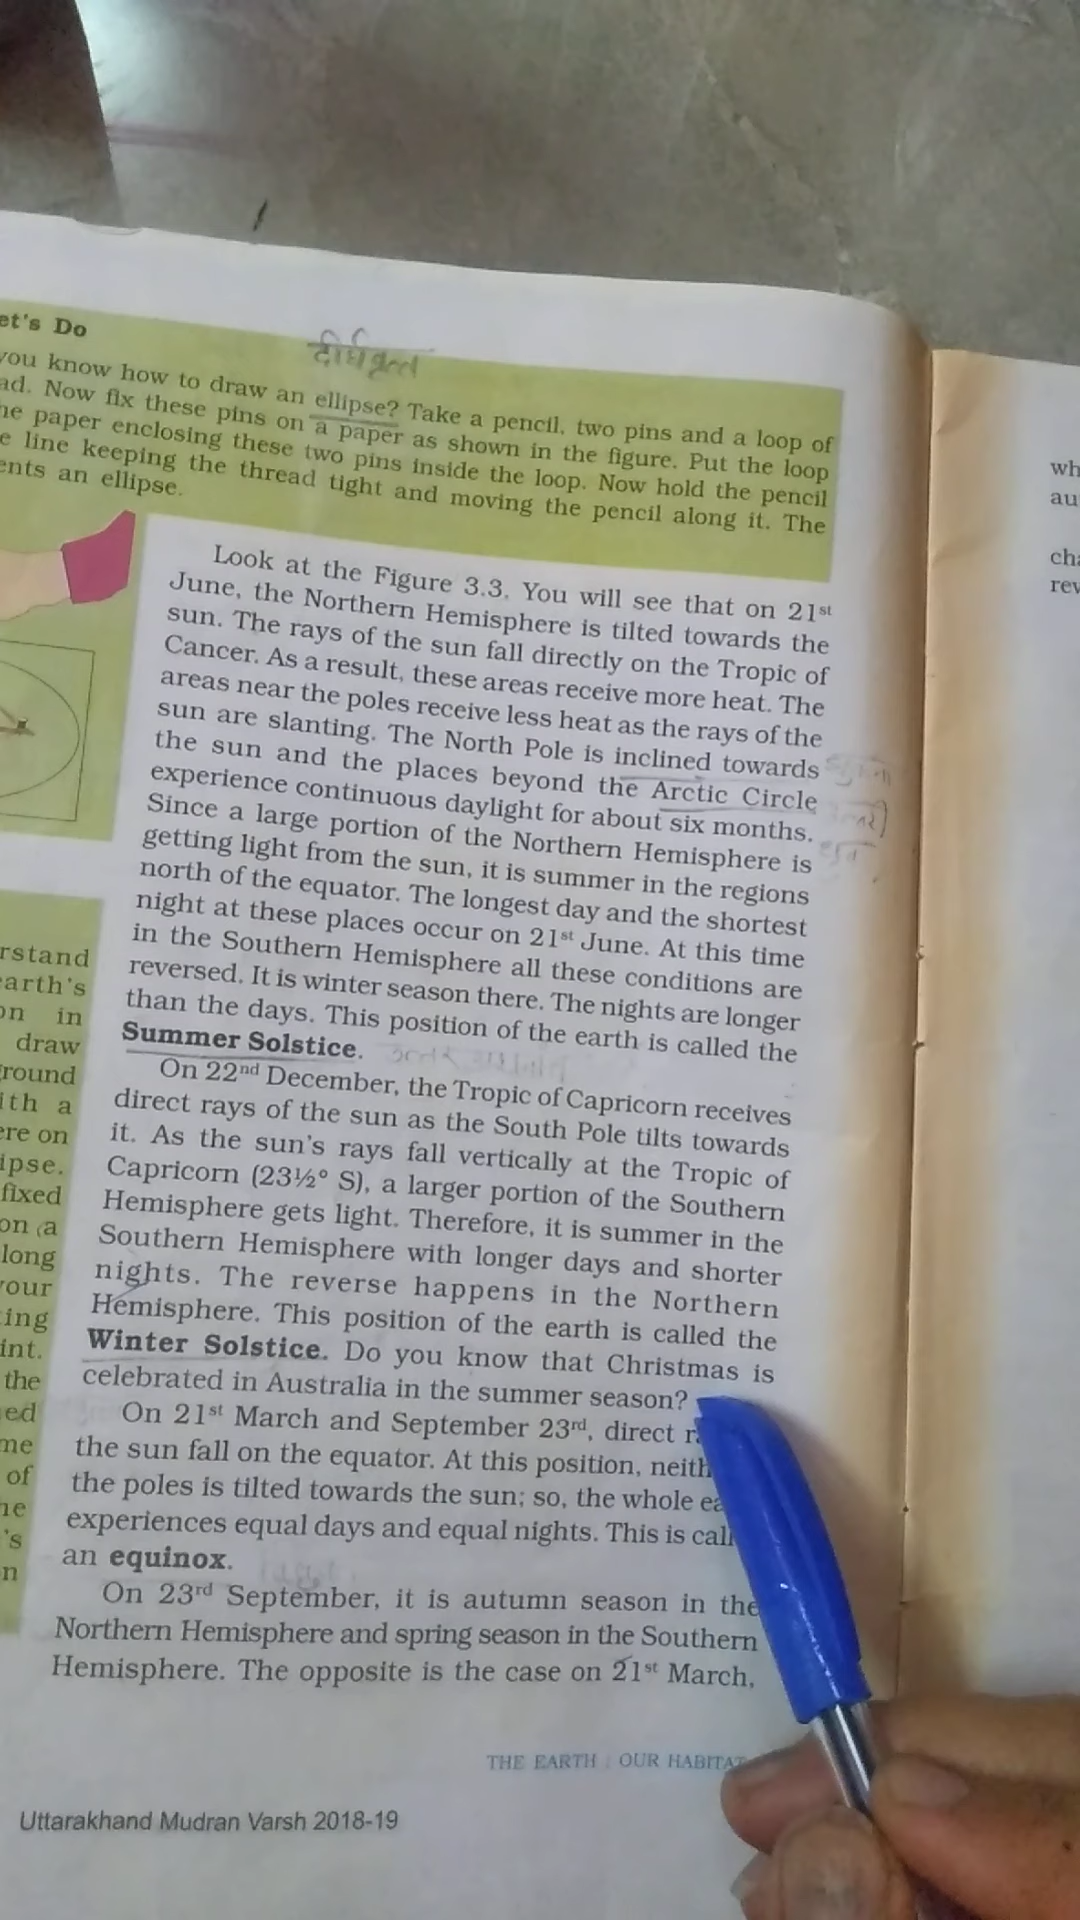 et's Do
दीर्घवृत्त
you know how to draw an ellipse? Take a pencil, two pins and a loop of
ad. Now fix these pins on a paper as shown in the figure. Put the loop
he paper enclosing these two pins inside the loop. Now hold the pencil
e line keeping the thread tight and moving the pencil along it. The
ents an ellipse.
Look at the Figure 3.3. You will see that on 21st
June, the Northern Hemisphere is tilted towards the
sun. The rays of the sun fall directly on the Tropic of
Cancer. As a result, these areas receive more heat. The
areas near the poles receive less heat as the rays of the
sun are slanting. The North Pole is inclined towards
the sun and the places beyond the Arctic Circle
experience continuous daylight for about six months.
Since a large portion of the Northern Hemisphere is
getting light from the sun, it is summer in the regions
north of the equator. The longest day and the shortest
night at these places occur on 21st June. At this time
in the Southern Hemisphere all these conditions are
reversed. It is winter season there. The nights are longer
than the days. This position of the earth is called the
Summer Solstice.
On 22nd December, the Tropic of Capricorn receives
direct rays of the sun as the South Pole tilts towards
it. As the sun's rays fall vertically at the Tropic of
Capricorn (23½° S), a larger portion of the Southern
Hemisphere gets light. Therefore, it is summer in the
Southern Hemisphere with longer days and shorter
nights. The reverse happens in the Northern
Hemisphere. This position of the earth is called the
Winter Solstice. Do you know that Christmas is
celebrated in Australia in the summer season?
On 21st March and September 23rd, direct
the sun fall on the equator. At this position, neith
the poles is tilted towards the sun; so, the whole ea
experiences equal days and equal nights. This is call
an equinox.
On 23rd September, it is autumn season in the
Northern Hemisphere and spring season in the Southern
Hemisphere. The opposite is the case on 21st March,
THE EARTH : OUR HABITAT
Uttarakhand Mudran Varsh 2018-19
rstand
earth's
on in
draw
round
ith a
ere on
ipse.
fixed
on a
long
your
ing
int.
the
ed
me
of
he
's
n
wh
au
cha
rev